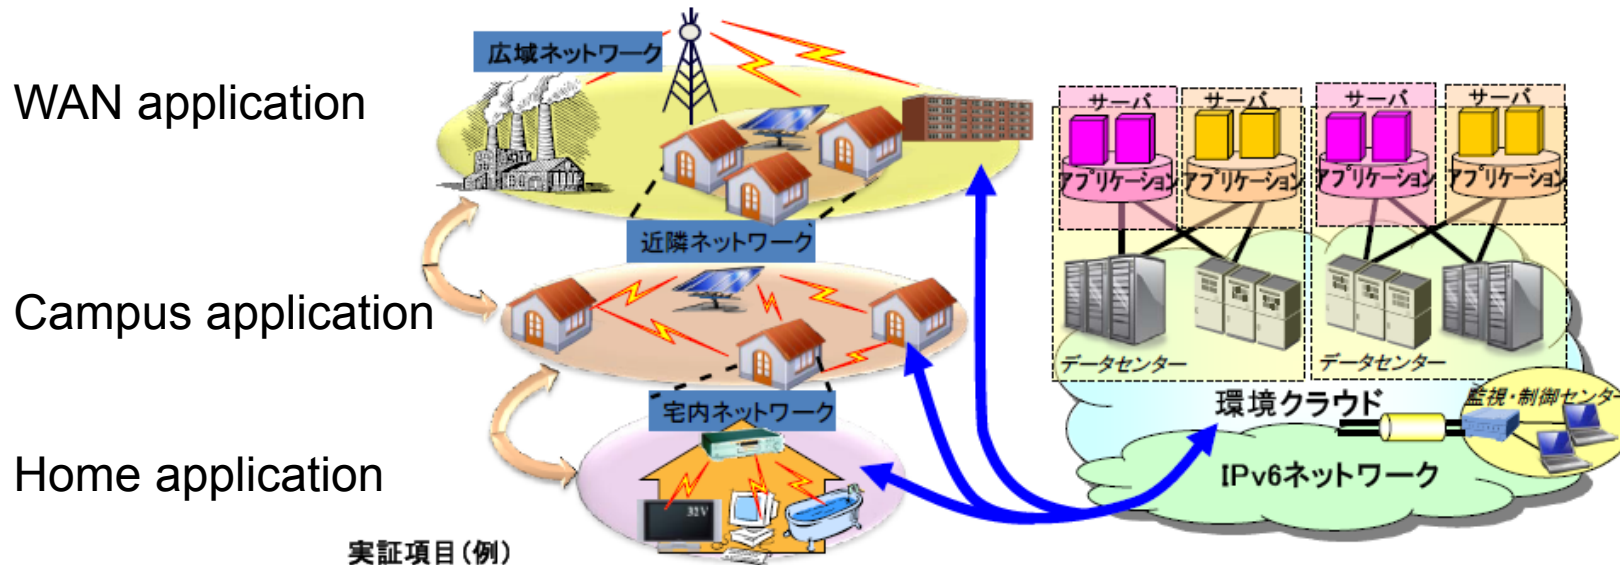 WAN application
Campus application
Home application
広域ネットワーク
近隣ネットワーク
宅内ネットワーク
32V
実証項目(例)
サーバ
サーバ
サーバ
サーバ
アプリケーション
アプリケーション
アプリケーション
アプリケーション
データセンター
データセンター
環境クラウド
監視・制御センター
IPv6ネットワーク